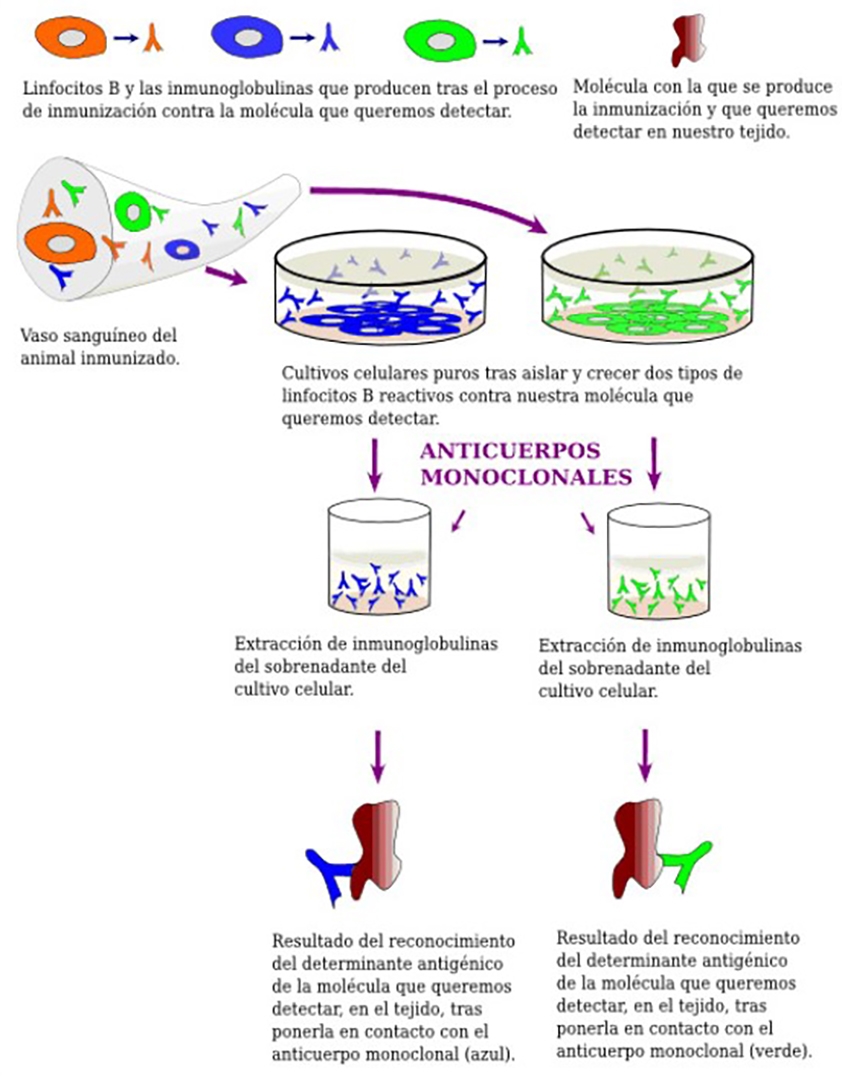 Linfocitos B y las inmunoglobulinas que producen tras el proceso
de inmunización contra la molécula que queremos detectar.
Molécula con la que se produce
la inmunización y que queremos
detectar en nuestro tejido.
Vaso sanguíneo del
animal inmunizado.
Cultivos celulares puros tras aislar y crecer dos tipos de
linfocitos B reactivos contra nuestra molécula que
queremos detectar.
ANTICUERPOS
MONOCLONALES
Extracción de inmunoglobulinas
del sobrenadante del
cultivo celular.
Extracción de inmunoglobulinas
del sobrenadante del
cultivo celular.
Resultado del reconocimiento
del determinante antigénico
de la molécula que queremos
detectar, en el tejido, tras
ponerla en contacto con el
anticuerpo monoclonal (azul).
Resultado del reconocimiento
del determinante antigénico
de la molécula que queremos
detectar, en el tejido, tras
ponerla en contacto con el
anticuerpo monoclonal (verde).